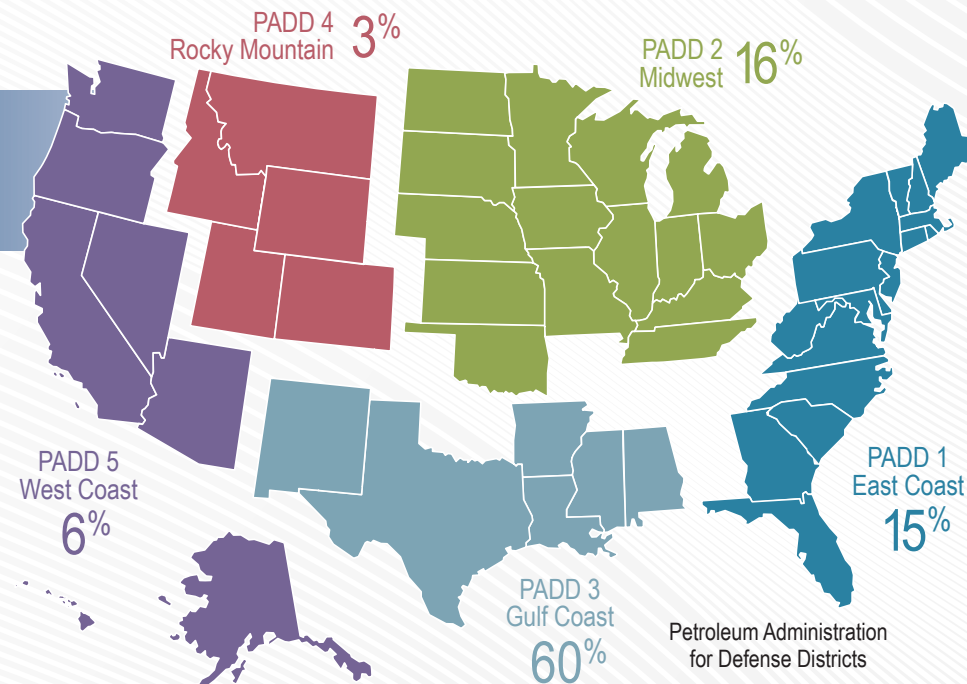 PADD 4
Rocky Mountain
3%
PADD 2
Midwest
16%
PADD 5
West Coast
6%
PADD 1
East Coast
15%
PADD 3
Gulf Coast
60%
Petroleum Administration
for Defense Districts